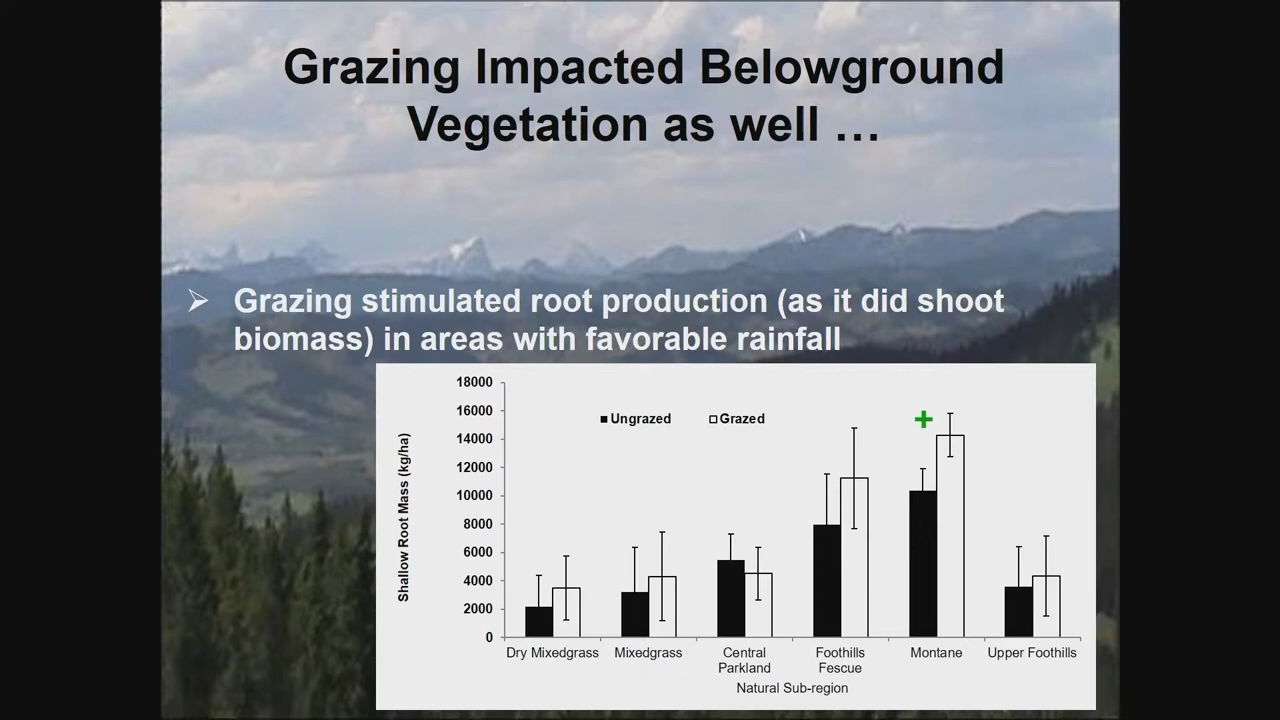 Grazing Impacted Belowground
Vegetation as well …
Grazing stimulated root production (as it did shoot
biomass) in areas with favorable rainfall
18000
16000
14000
12000
10000
8000
6000
4000
2000
0
Shallow Root Mass (kg/ha)
Ungrazed Grazed
+
Dry Mixedgrass Mixedgrass Central Foothills Montane Upper Foothills
Parkland Fescue
Natural Sub-region